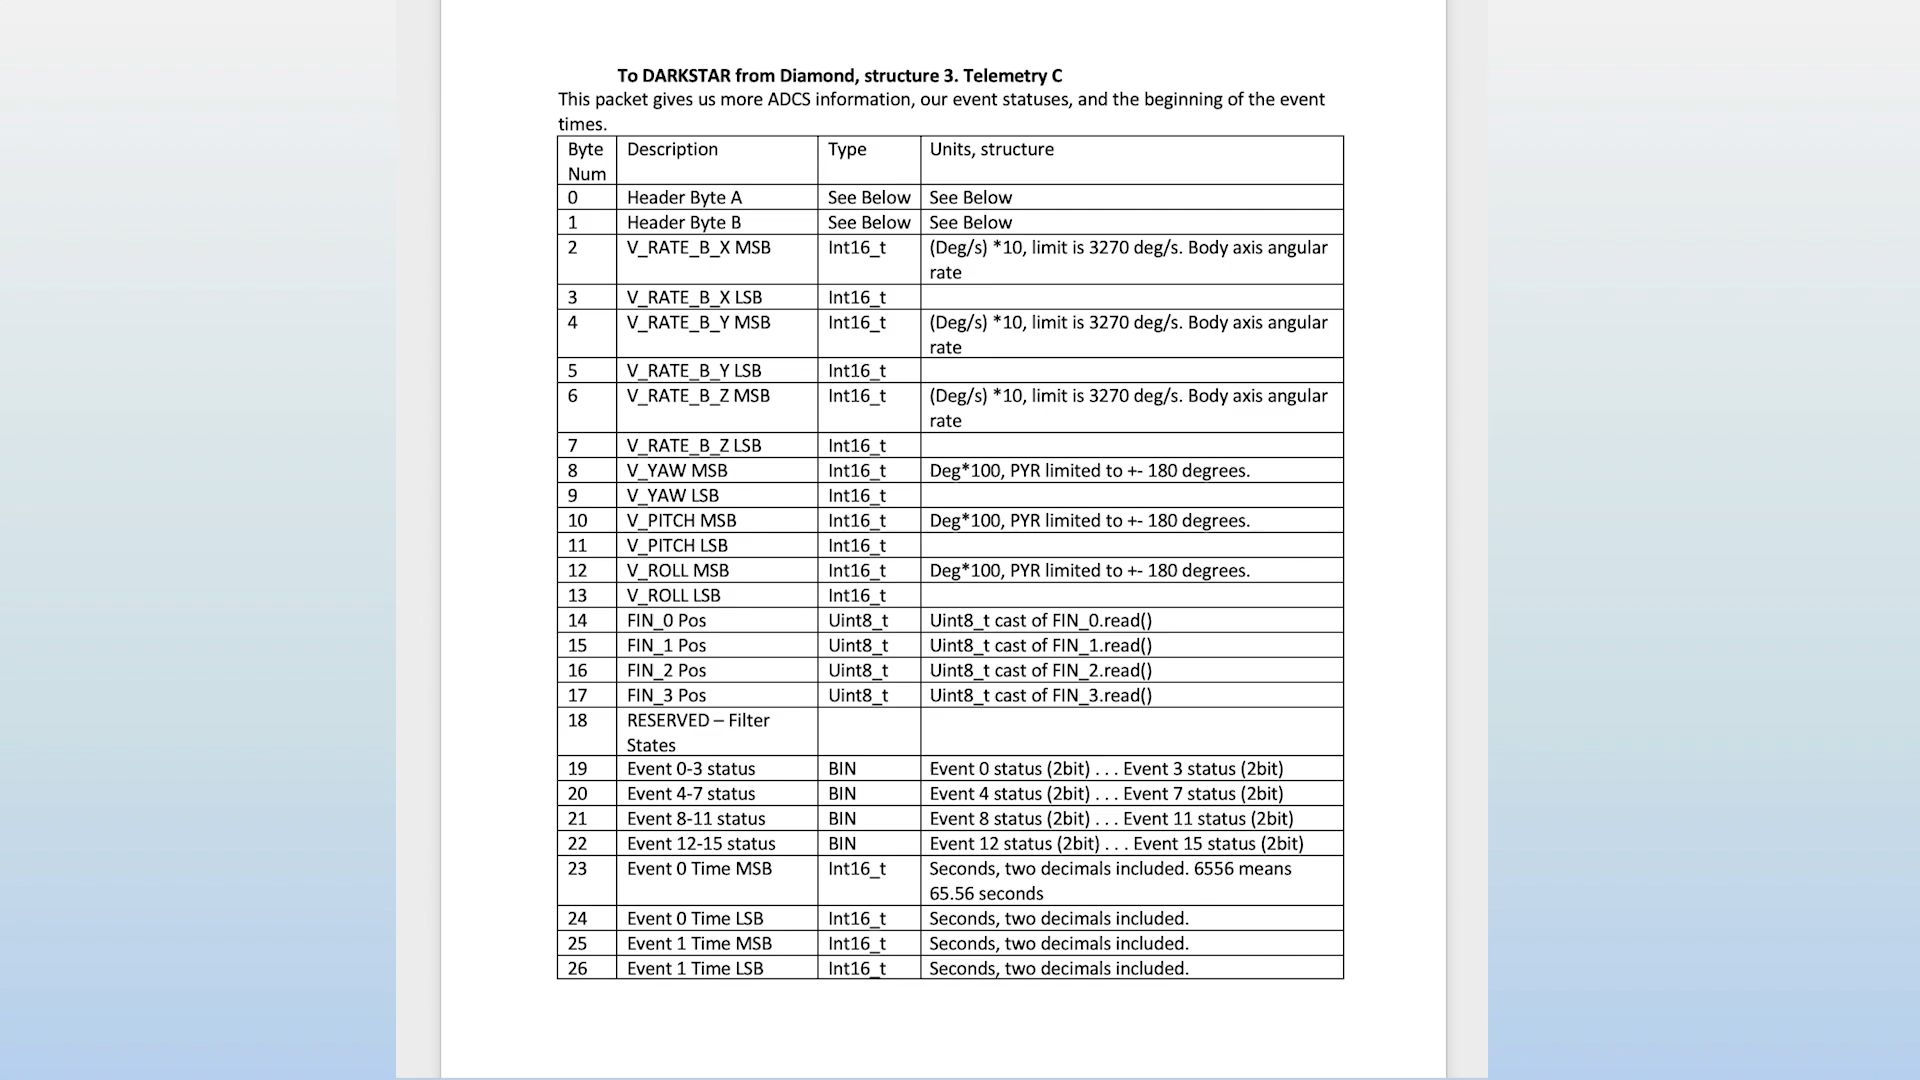 To DARKSTAR from Diamond, structure 3. Telemetry C
This packet gives us more ADCS information, our event statuses, and the beginning of the event
times.
Byte Num Description Type Units, structure
0 Header Byte A See Below See Below
1 Header Byte B See Below See Below
2 V_RATE_B_X MSB Int16_t (Deg/s) *10, limit is 3270 deg/s. Body axis angular
rate
3 V_RATE_B_X LSB Int16_t
4 V_RATE_B_Y MSB Int16_t (Deg/s) *10, limit is 3270 deg/s. Body axis angular
rate
5 V_RATE_B_Y LSB Int16_t
6 V_RATE_B_Z MSB Int16_t (Deg/s) *10, limit is 3270 deg/s. Body axis angular
rate
7 V_RATE_B_Z LSB Int16_t
8 V_YAW MSB Int16_t Deg*100, PYR limited to +- 180 degrees.
9 V_YAW LSB Int16_t
10 V_PITCH MSB Int16_t Deg*100, PYR limited to +- 180 degrees.
11 V_PITCH LSB Int16_t
12 V_ROLL MSB Int16_t Deg*100, PYR limited to +- 180 degrees.
13 V_ROLL LSB Int16_t
14 FIN_0 Pos Uint8_t Uint8_t cast of FIN_0.read()
15 FIN_1 Pos Uint8_t Uint8_t cast of FIN_1.read()
16 FIN_2 Pos Uint8_t Uint8_t cast of FIN_2.read()
17 FIN_3 Pos Uint8_t Uint8_t cast of FIN_3.read()
18 RESERVED – Filter
States
19 Event 0-3 status BIN Event 0 status (2bit) . . . Event 3 status (2bit)
20 Event 4-7 status BIN Event 4 status (2bit) . . . Event 7 status (2bit)
21 Event 8-11 status BIN Event 8 status (2bit) . . . Event 11 status (2bit)
22 Event 12-15 status BIN Event 12 status (2bit) . . . Event 15 status (2bit)
23 Event 0 Time MSB Int16_t Seconds, two decimals included. 6556 means
65.56 seconds
24 Event 0 Time LSB Int16_t Seconds, two decimals included.
25 Event 1 Time MSB Int16_t Seconds, two decimals included.
26 Event 1 Time LSB Int16_t Seconds, two decimals included.